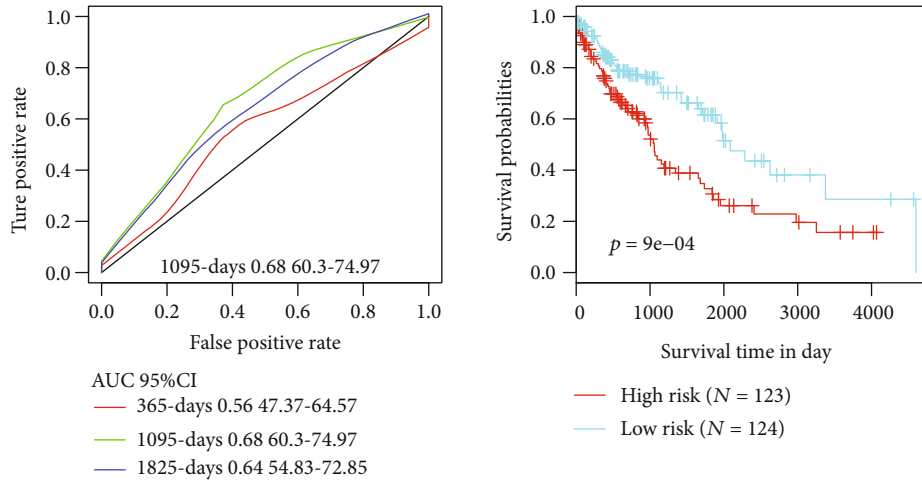 Ture positive rate
1.0
0.8
0.6
0.4
0.2
0.0
1095-days 0.68 60.3-74.97
0.0 0.2 0.4 0.6 0.8 1.0
False positive rate
AUC 95%CI
365-days 0.56 47.37-64.57
1095-days 0.68 60.3-74.97
1825-days 0.64 54.83-72.85
Survival probabilities
1.0
0.8
0.6
0.4
0.2
0.0
p = 9e−04
0 1000 2000 3000 4000
Survival time in day
High risk (N = 123)
Low risk (N = 124)